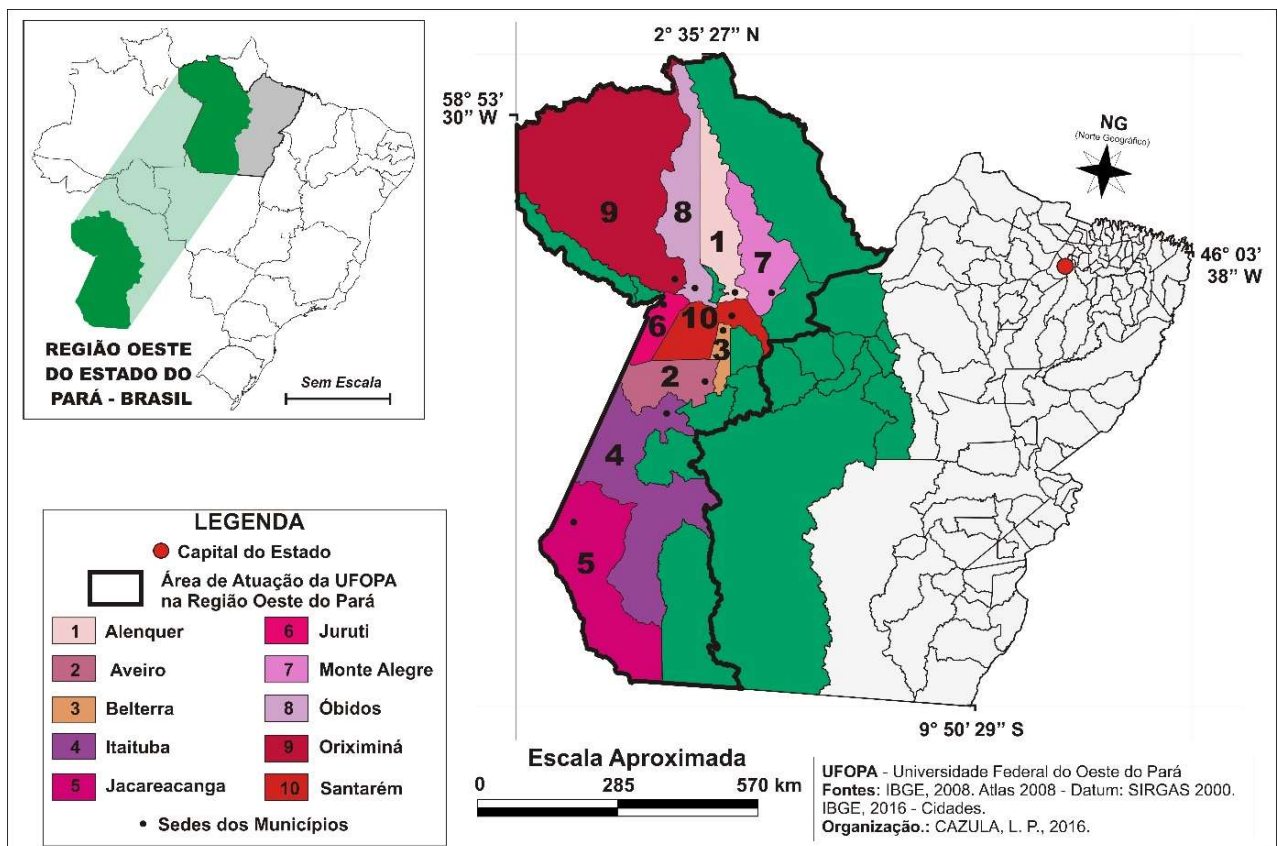 REGIÃO OESTE
DO ESTADO DO
PARÁ - BRASIL
Sem Escala
2° 35’ 27” N
58° 53’
30” W
NG
(Norte Geográfico)
46° 03’
38” W
9
8
1
7
6
10
3
2
4
5
9° 50’ 29” S
LEGENDA
Capital do Estado
Área de Atuação da UFOPA
na Região Oeste do Pará
1 Alenquer
2 Aveiro
3 Belterra
4 Itaituba
5 Jacareacanga
6 Juruti
7 Monte Alegre
8 Óbidos
9 Oriximiná
10 Santarém
• Sedes dos Municípios
Escala Aproximada
0 285 570 km
UFOPA - Universidade Federal do Oeste do Pará
Fontes: IBGE, 2008. Atlas 2008 - Datum: SIRGAS 2000.
IBGE, 2016 - Cidades.
Organização.: CAZULA, L. P., 2016.